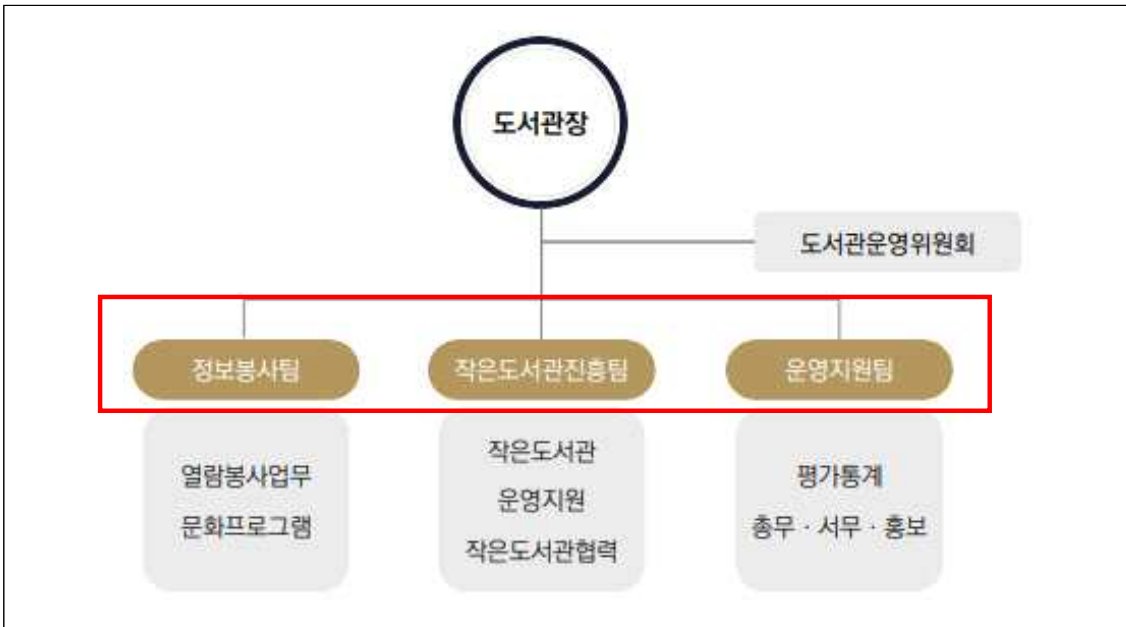 도서관장
도서관운영위원회
정보봉사팀
작은도서관진흥팀
운영지원팀
열람봉사업무
문화프로그램
작은도서관
운영지원
작은도서관협력
평가통계
총무 · 서무 · 홍보